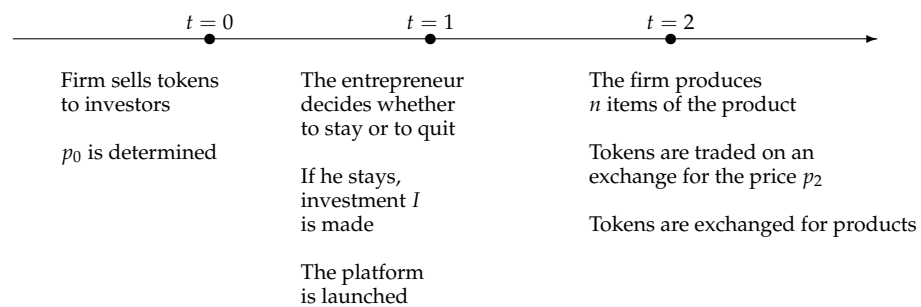 t = 0
t = 1
t = 2
Firm sells tokens
to investors
p₀ is determined
The entrepreneur
decides whether
to stay or to quit
If he stays,
investment I
is made
The platform
is launched
The firm produces
n items of the product
Tokens are traded on an
exchange for the price p₂
Tokens are exchanged for products